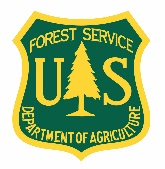 FOREST SERVICE
U S
DEPARTMENT OF AGRICULTURE